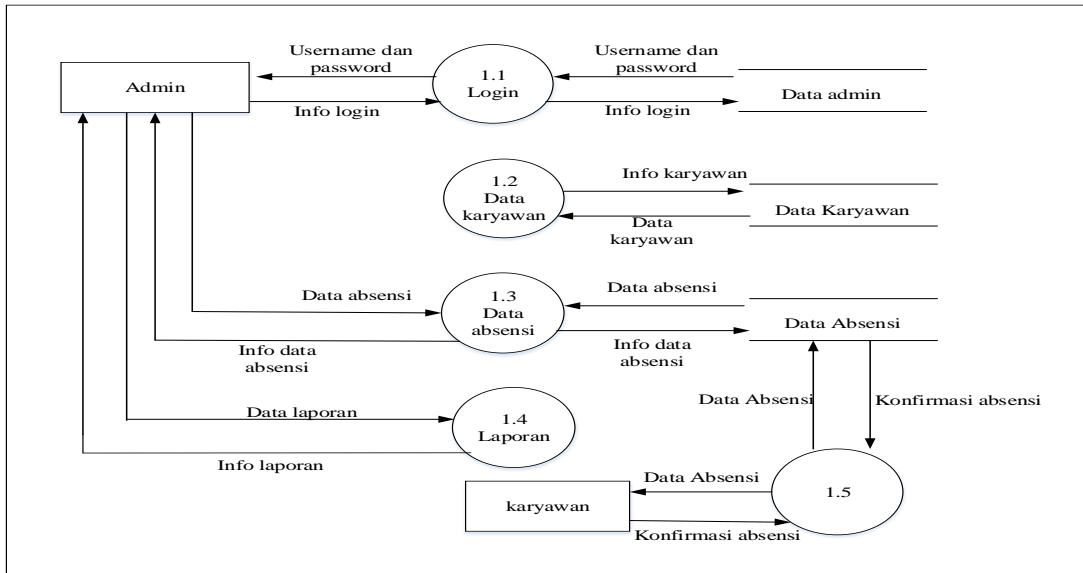 Username dan
password
Admin
Info login
1.1
Login
Username dan
password
Info login
Data admin
1.2
Data
karyawan
Info karyawan
Data
karyawan
Data Karyawan
Data absensi
Info data
absensi
1.3
Data
absensi
Data absensi
Info data
absensi
Data Absensi
Data laporan
Info laporan
1.4
Laporan
Data Absensi
Konfirmasi absensi
karyawan
Data Absensi
Konfirmasi absensi
1.5